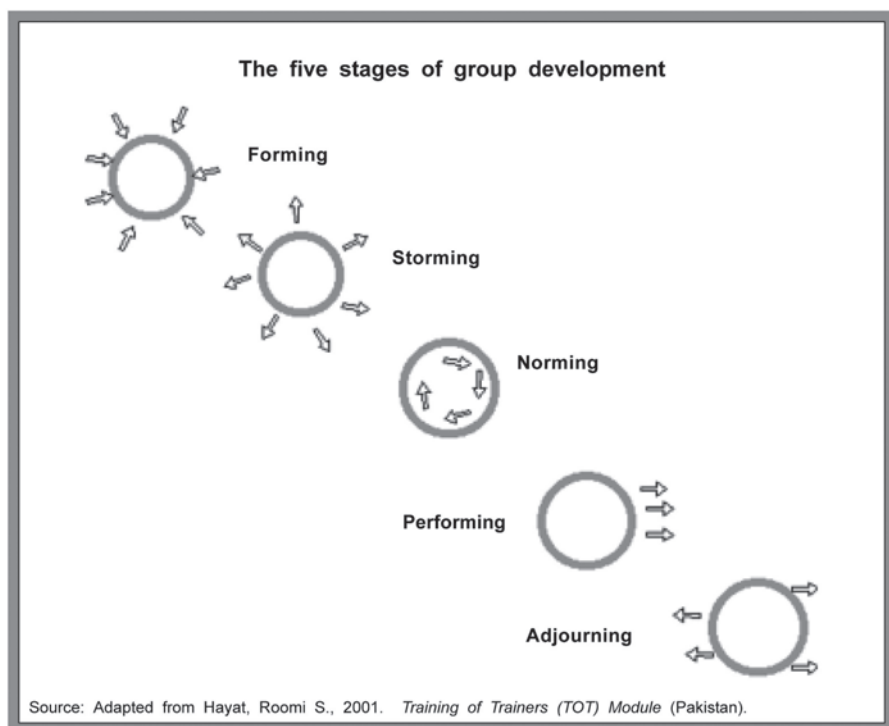 The five stages of group development
Forming
Storming
Norming
Performing
Adjourning
Source: Adapted from Hayat, Roomi S., 2001. Training of Trainers (TOT) Module (Pakistan).